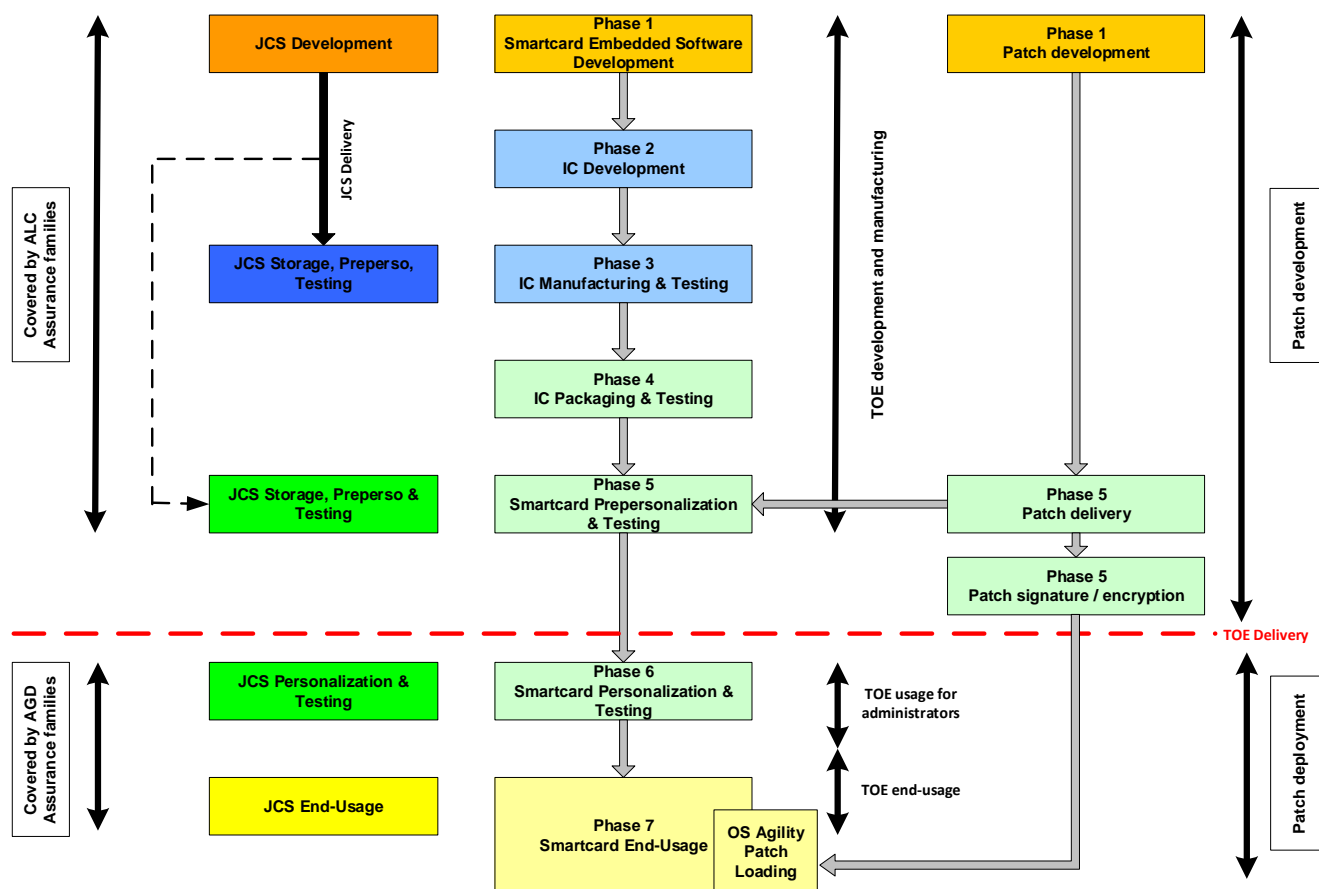 JCS Development
Phase 1
Smartcard Embedded Software
Development
Phase 1
Patch development
JCS Delivery
Phase 2
IC Development
Covered by ALC
Assurance families
JCS Storage, Preperso,
Testing
Phase 3
IC Manufacturing & Testing
TOE development and manufacturing
Patch development
Phase 4
IC Packaging & Testing
JCS Storage, Preperso &
Testing
Phase 5
Smartcard Prepersonalization
& Testing
Phase 5
Patch delivery
Phase 5
Patch signature / encryption
TOE Delivery
Covered by AGD
Assurance families
JCS Personalization &
Testing
Phase 6
Smartcard Personalization &
Testing
TOE usage for
administrators
Patch deployment
JCS End-Usage
Phase 7
Smartcard End-Usage
TOE end-usage
OS Agility
Patch
Loading